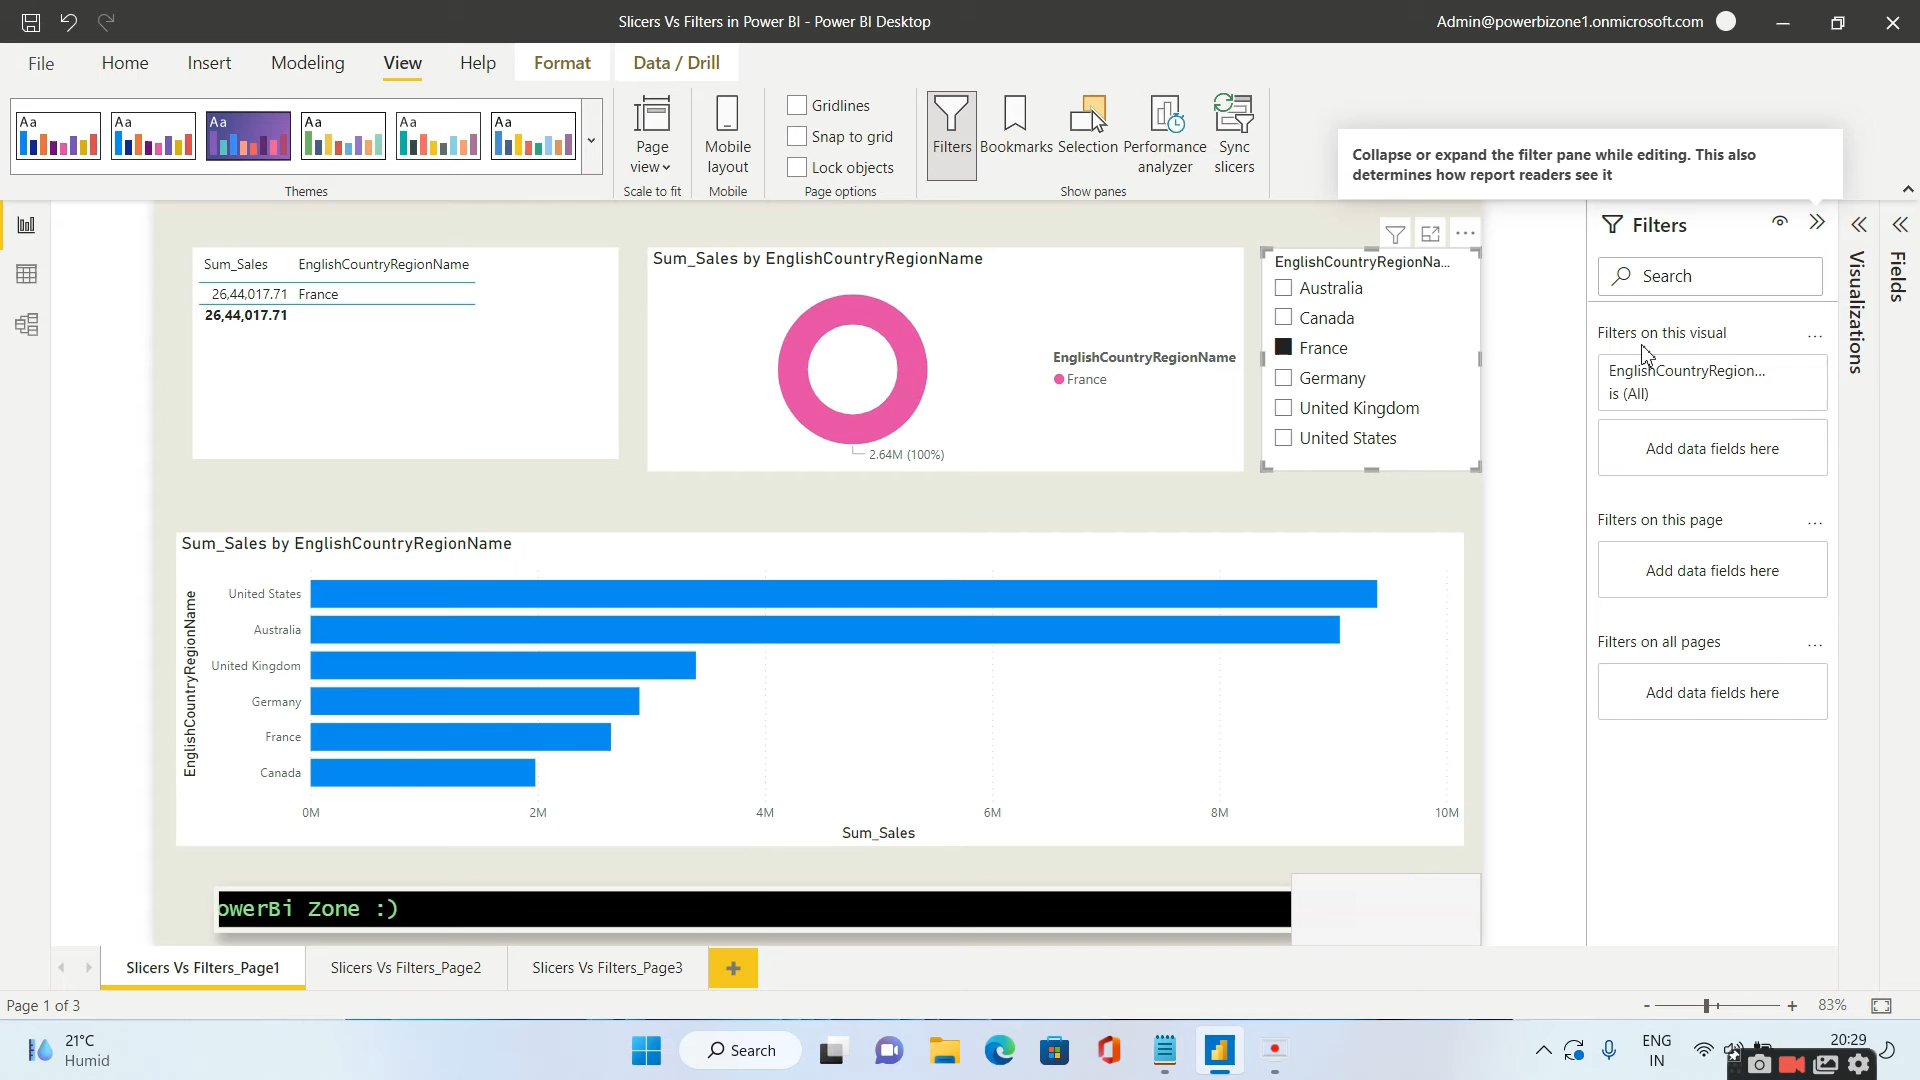 Slicers Vs Filters in Power BI - Power BI Desktop
Admin@powerbizone1.onmicrosoft.com
File Home Insert Modeling View Help Format Data / Drill
Aa Aa Aa Aa Aa Aa
Themes
Page view
Scale to fit
Mobile layout
Mobile
Gridlines
Snap to grid
Lock objects
Page options
Filters
Bookmarks
Selection
Performance analyzer
Sync slicers
Show panes
Collapse or expand the filter pane while editing. This also
determines how report readers see it
Sum_Sales EnglishCountryRegionName
26,44,017.71 France
26,44,017.71
Sum_Sales by EnglishCountryRegionName
2.64M (100%)
EnglishCountryRegionName
France
EnglishCountryRegionNa...
Australia
Canada
France
Germany
United Kingdom
United States
Filters
Search
Filters on this visual ...
EnglishCountryRegion...
is (All)
Add data fields here
Filters on this page ...
Add data fields here
Filters on all pages ...
Add data fields here
Visualizations
Fields
Sum_Sales by EnglishCountryRegionName
EnglishCountryRegionName
United States
Australia
United Kingdom
Germany
France
Canada
0M 2M 4M 6M 8M 10M
Sum_Sales
owerBi Zone :)
Slicers Vs Filters_Page1 Slicers Vs Filters_Page2 Slicers Vs Filters_Page3
Page 1 of 3
- + 83%
21°C
Humid
Search
ENG
IN
20:29